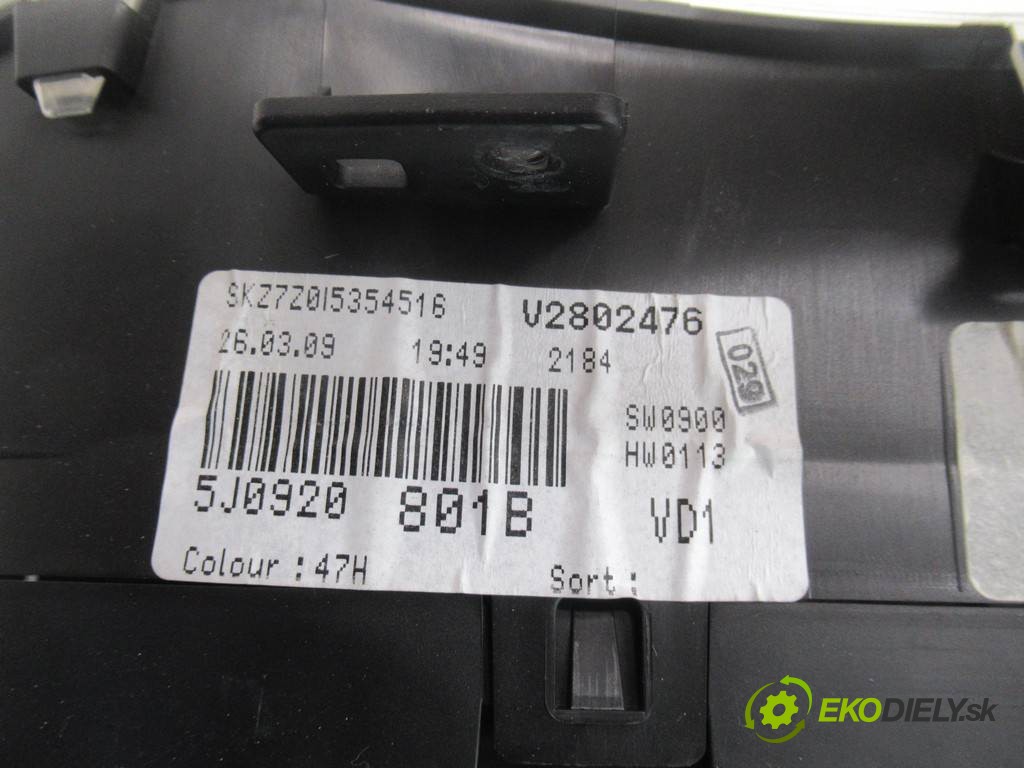 SKZ7Z0I5354516 V2802476
26.03.09 19:49 2184
029
SW0900
HW0113
5J0920 801B VD1
Colour : 47H Sort :
EKODIELY.sk